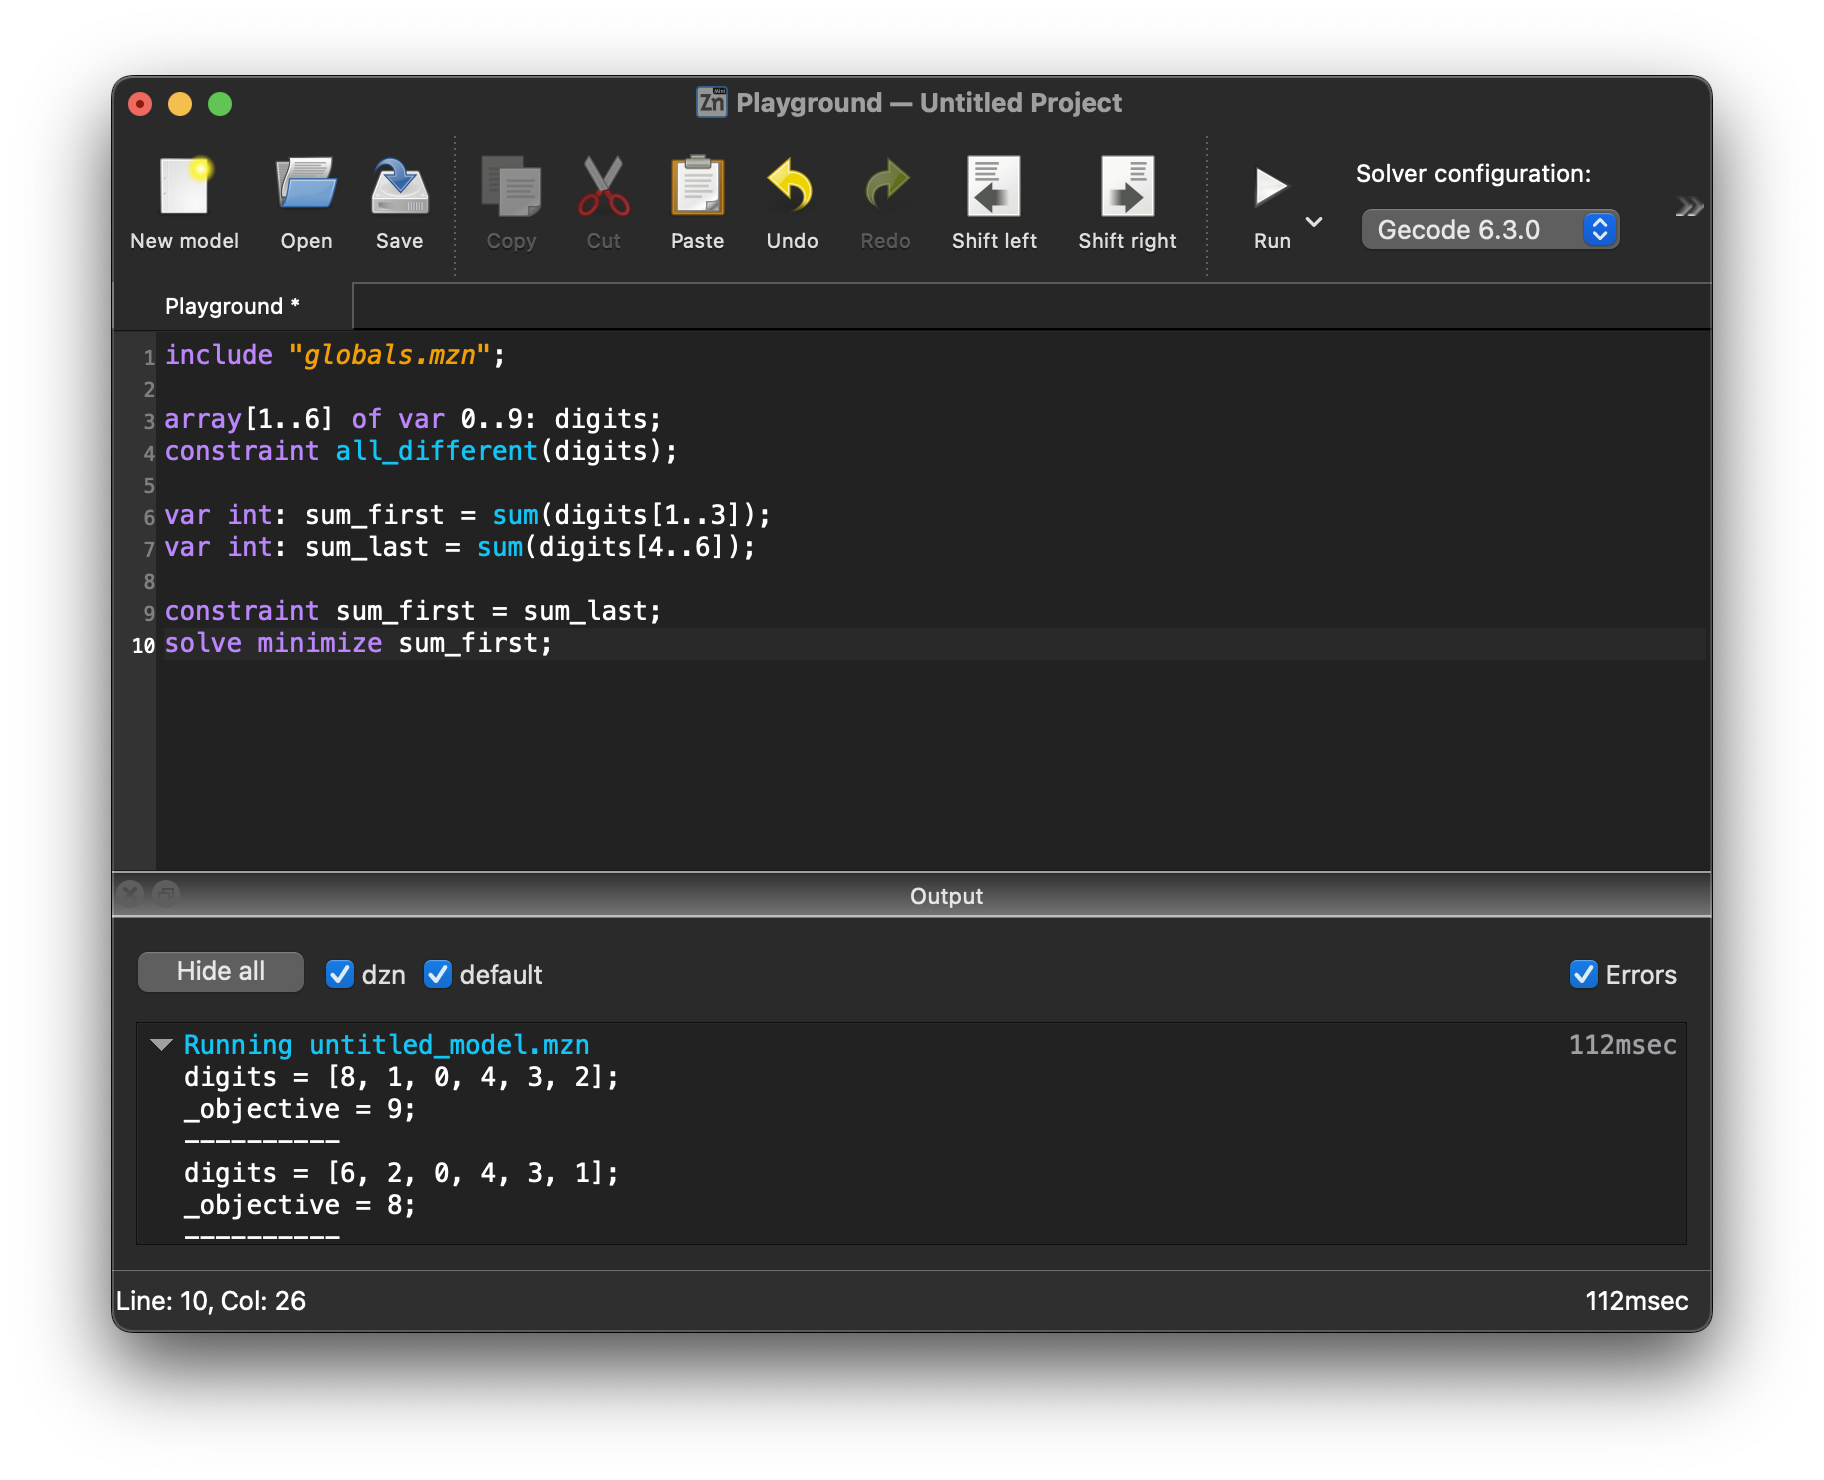 Playground — Untitled Project
New model Open Save Copy Cut Paste Undo Redo Shift left Shift right Run
Solver configuration:
Gecode 6.3.0
Playground *
1 include "globals.mzn";
2
3 array[1..6] of var 0..9: digits;
4 constraint all_different(digits);
5
6 var int: sum_first = sum(digits[1..3]);
7 var int: sum_last = sum(digits[4..6]);
8
9 constraint sum_first = sum_last;
10 solve minimize sum_first;
Output
Hide all dzn default Errors
Running untitled_model.mzn 112msec
digits = [8, 1, 0, 4, 3, 2];
_objective = 9;
----------
digits = [6, 2, 0, 4, 3, 1];
_objective = 8;
----------
Line: 10, Col: 26 112msec